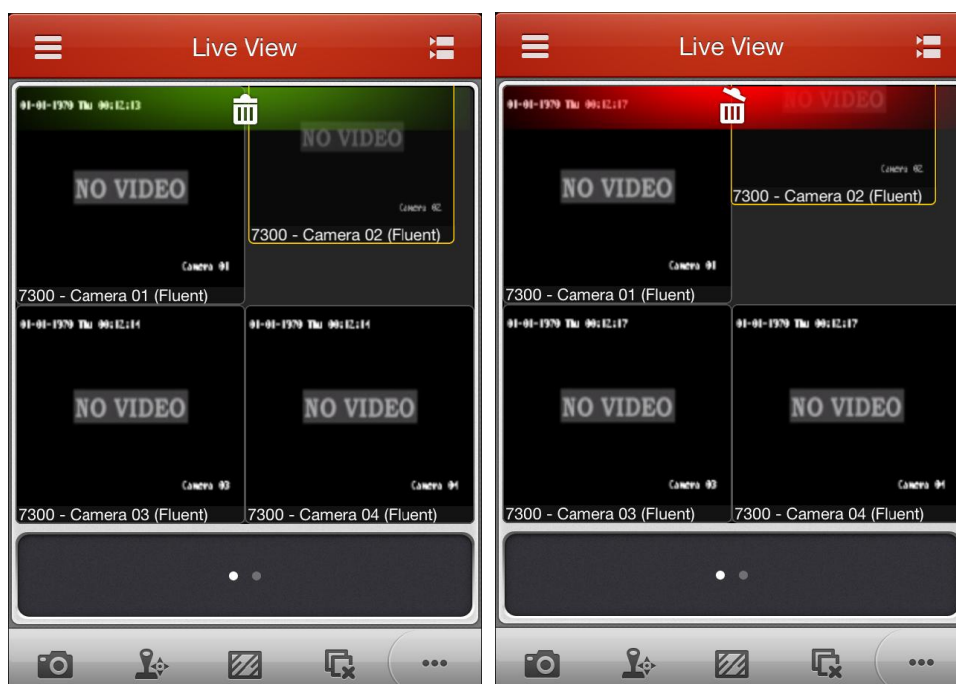 Live View
01-01-1970 Thu 00:12:13
NO VIDEO
NO VIDEO
Camera 02
7300 - Camera 02 (Fluent)
Camera 01
7300 - Camera 01 (Fluent)
01-01-1970 Thu 00:12:14
01-01-1970 Thu 00:12:14
NO VIDEO
NO VIDEO
Camera 03
Camera 04
7300 - Camera 03 (Fluent)
7300 - Camera 04 (Fluent)
Live View
01-01-1970 Thu 00:12:17
NO VIDEO
NO VIDEO
Camera 02
7300 - Camera 02 (Fluent)
Camera 01
7300 - Camera 01 (Fluent)
01-01-1970 Thu 00:12:17
01-01-1970 Thu 00:12:17
NO VIDEO
NO VIDEO
Camera 03
Camera 04
7300 - Camera 03 (Fluent)
7300 - Camera 04 (Fluent)